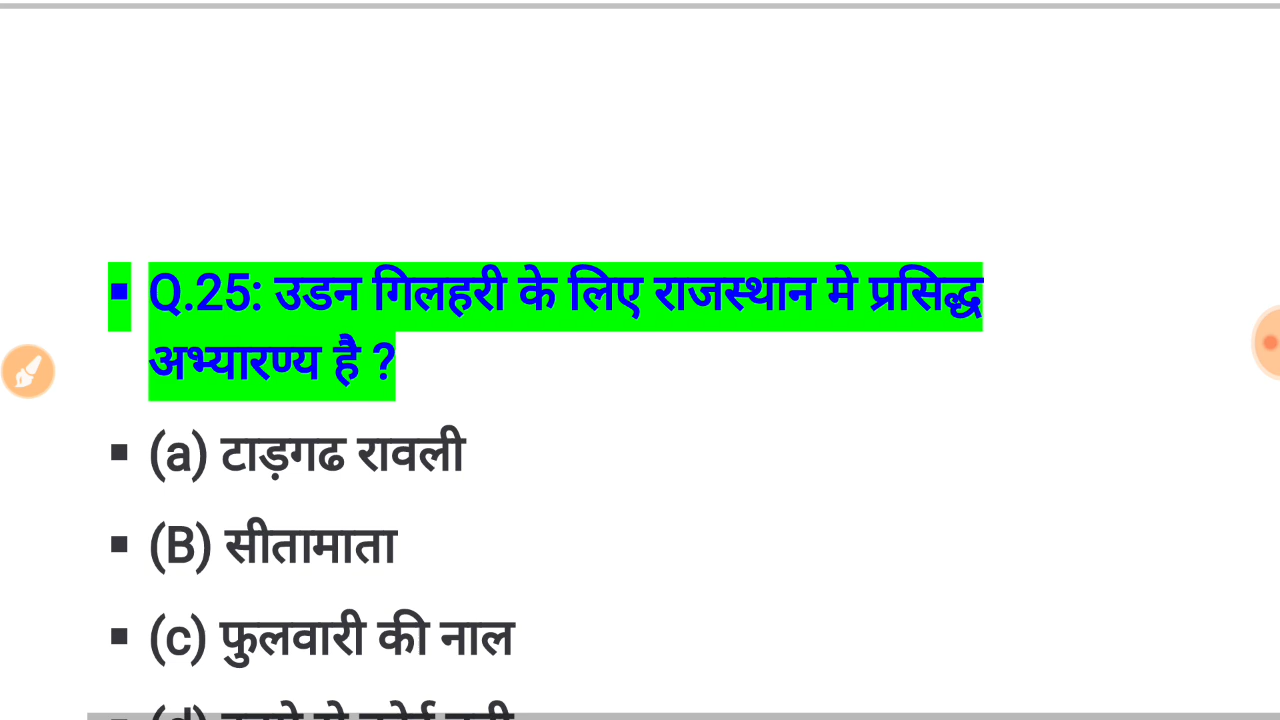 ▪ Q.25: उडन गिलहरी के लिए राजस्थान मे प्रसिद्ध
अभ्यारण्य है ?
▪ (a) टाड़गढ रावली
▪ (B) सीतामाता
▪ (c) फुलवारी की नाल